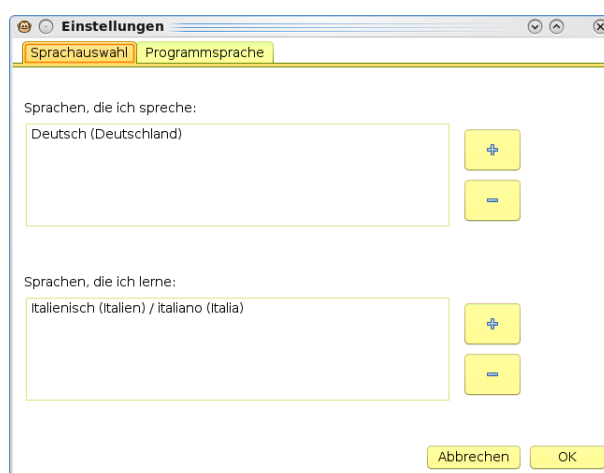 Einstellungen
Sprachauswahl Programmsprache
Sprachen, die ich spreche:
Deutsch (Deutschland)
Sprachen, die ich lerne:
Italienisch (Italien) / italiano (Italia)
Abbrechen OK